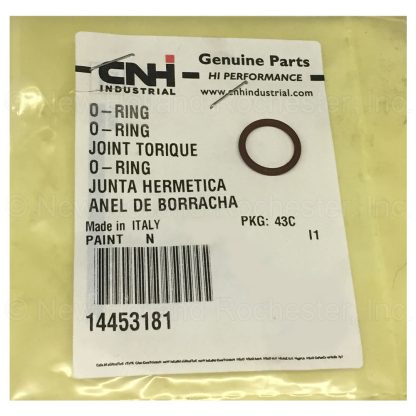 CNH
INDUSTRIAL
Genuine Parts
HI PERFORMANCE
www.cnhindustrial.com
O-RING
O-RING
JOINT TORIQUE
O-RING
JUNTA HERMETICA
ANEL DE BORRACHA
Made in ITALY PKG: 43C
PAINT N I1
14453181